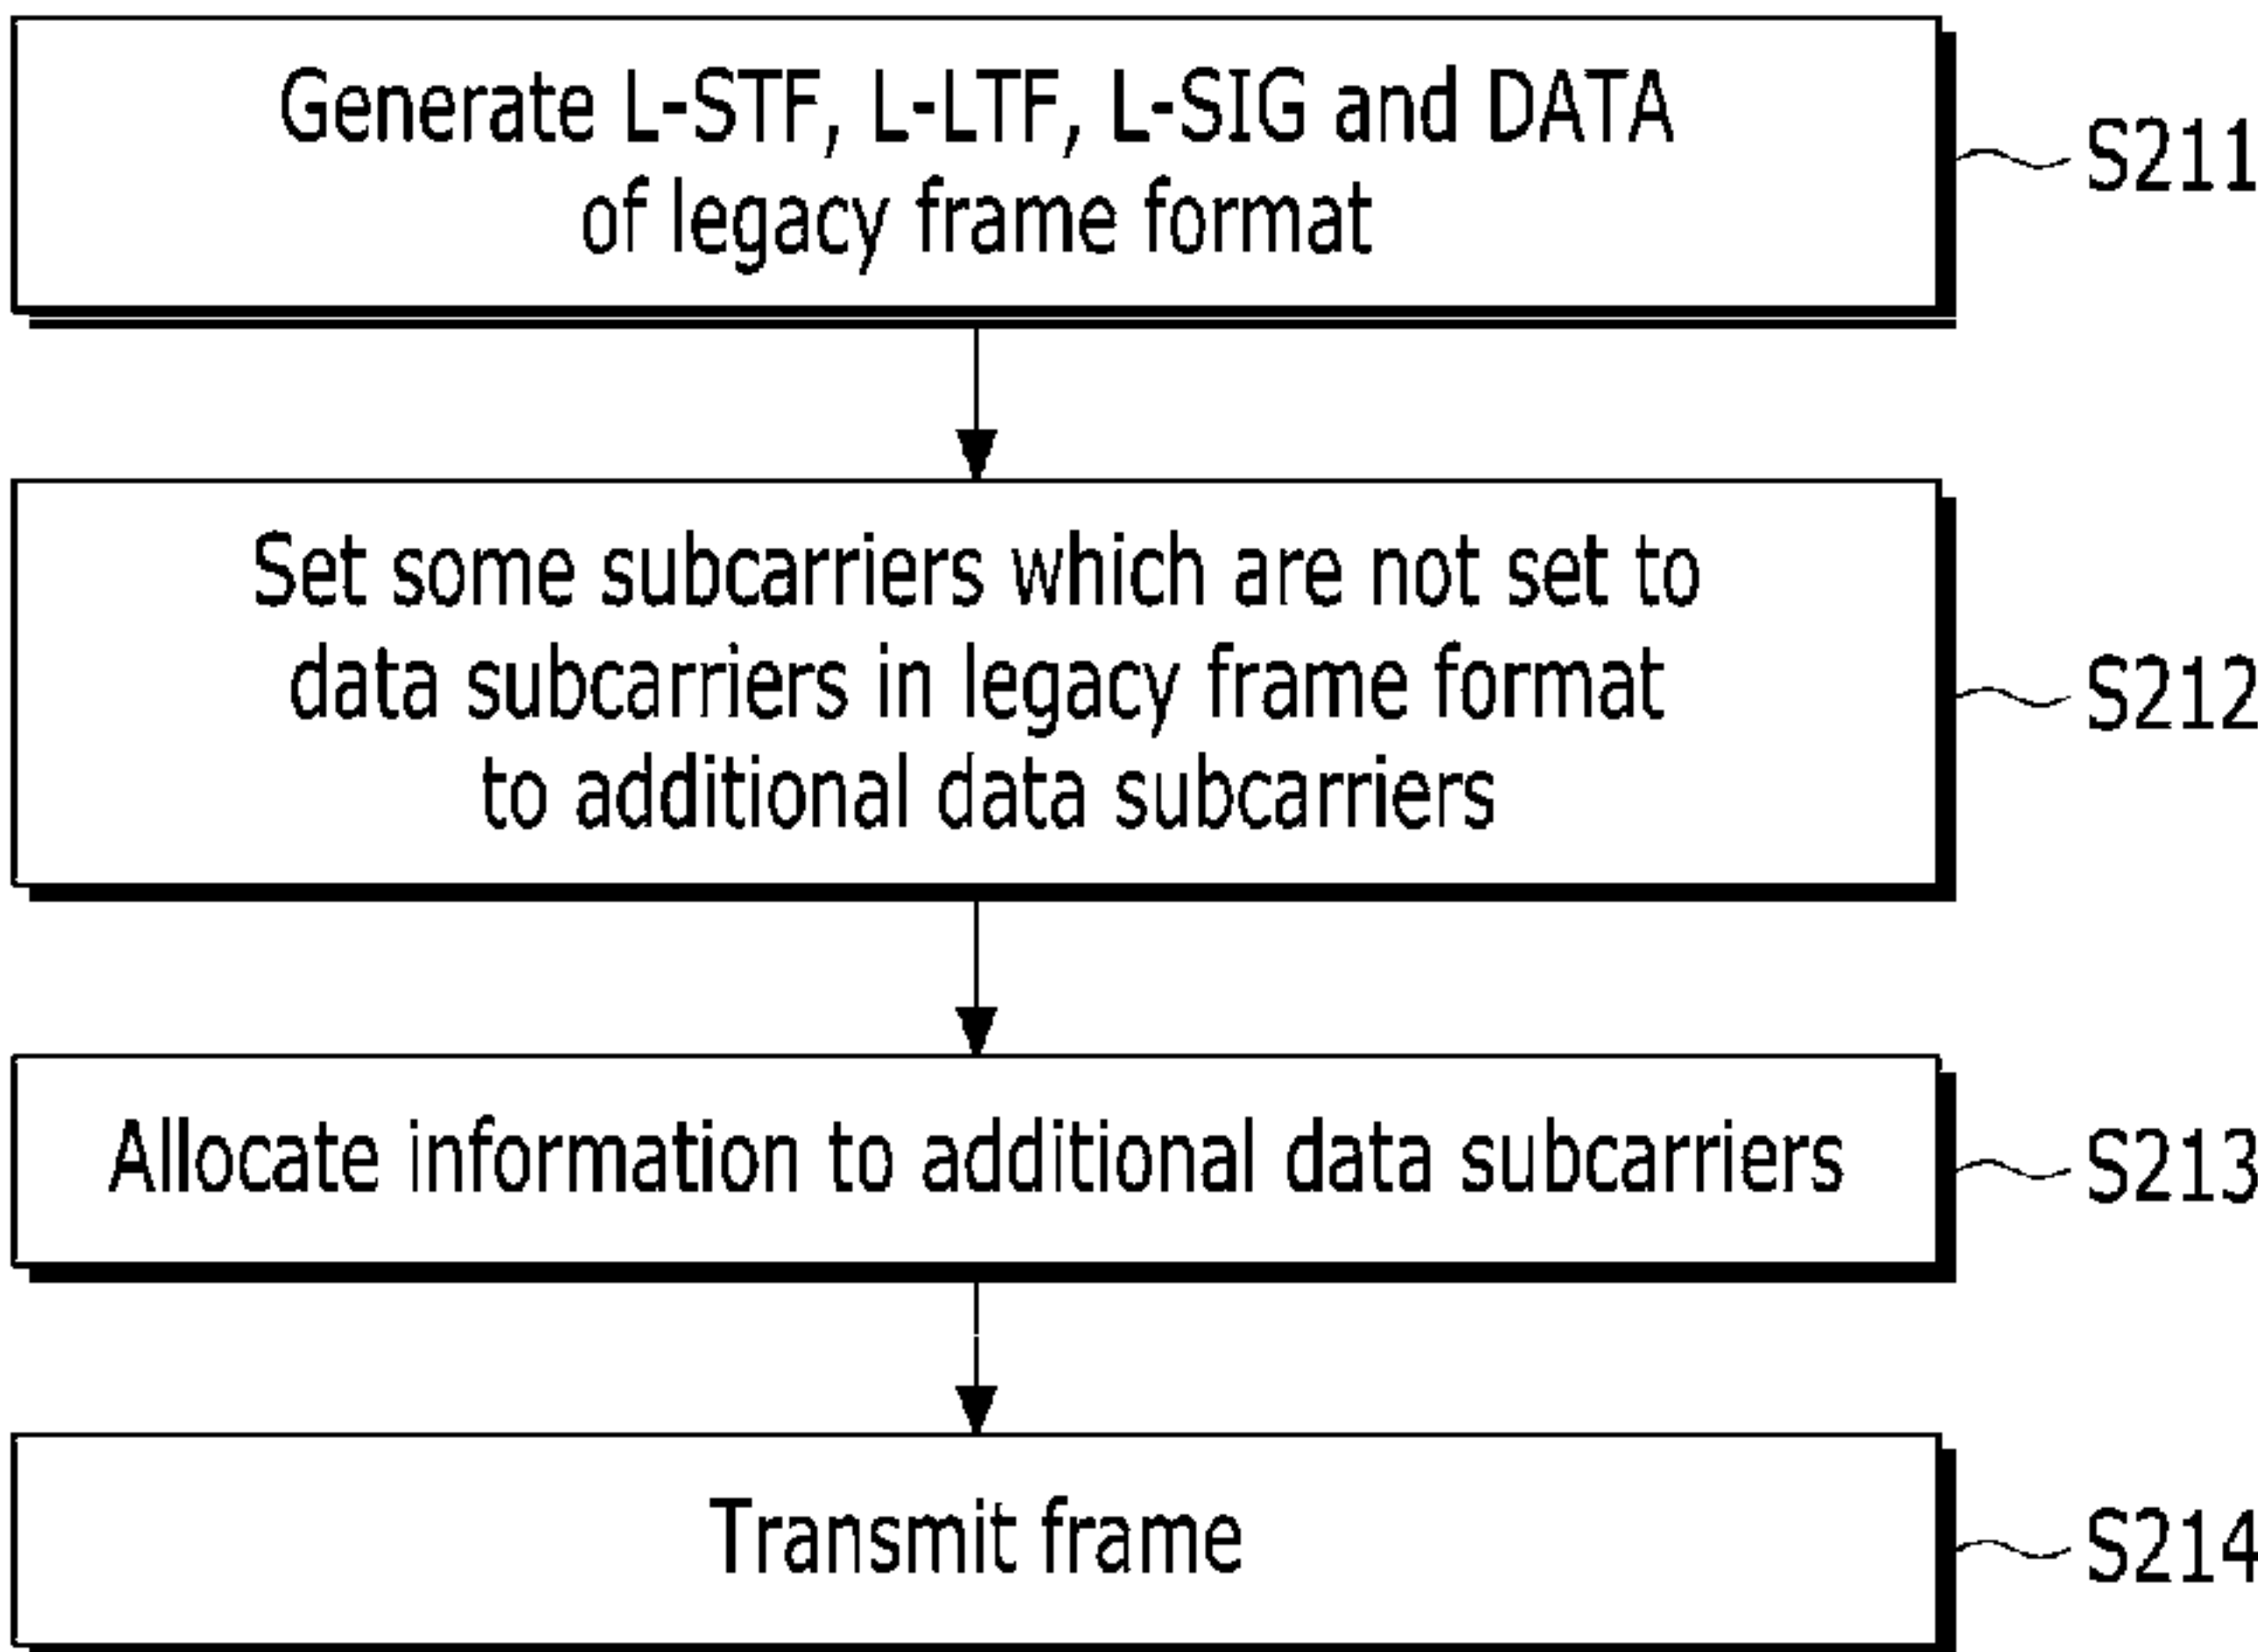 Generate L-STF, L-LTF, L-SIG and DATA
of legacy frame format
S211
Set some subcarriers which are not set to
data subcarriers in legacy frame format
to additional data subcarriers
S212
Allocate information to additional data subcarriers
S213
Transmit frame
S214